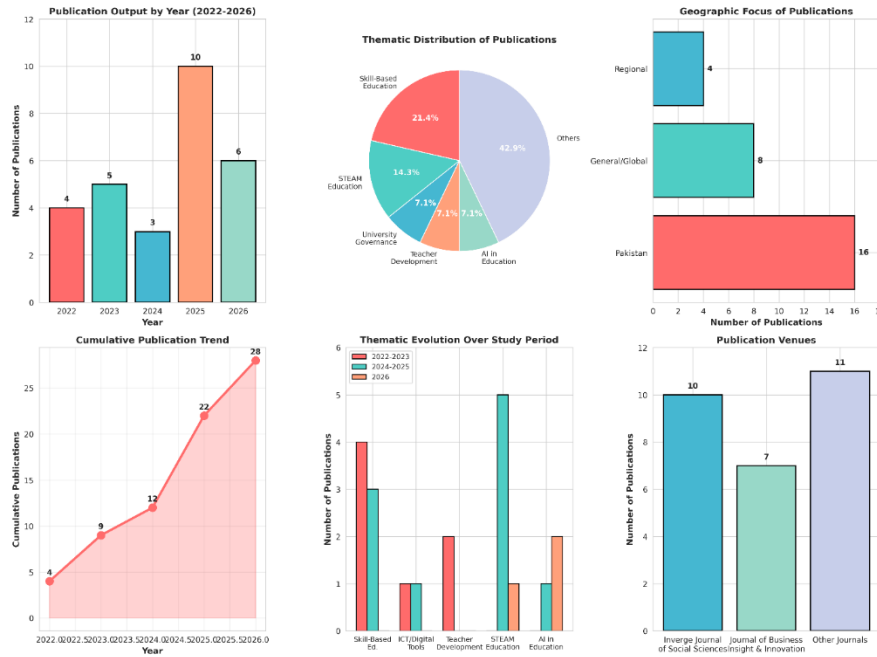 Publication Output by Year (2022-2026)
Number of Publications
12
10
8
6
4
2
0
4
5
3
10
6
2022
2023
2024
2025
2026
Year
Thematic Distribution of Publications
Skill-Based
Education
21.4%
STEAM
Education
14.3%
University
Governance
7.1%
Teacher
Development
7.1%
AI in
Education
7.1%
Others
42.9%
Geographic Focus of Publications
Regional
4
General/Global
8
Pakistan
16
0
2
4
6
8
10
12
14
16
Number of Publications
Cumulative Publication Trend
Cumulative Publications
25
20
15
10
5
0
4
9
12
22
28
2022.0
2022.5
2023.0
2023.5
2024.0
2024.5
2025.0
2025.5
2026.0
Year
Thematic Evolution Over Study Period
2022-2023
2024-2025
2026
Number of Publications
6
5
4
3
2
1
0
Skill-Based
Ed.
ICT/Digital
Tools
Teacher
Development
STEAM
Education
AI in
Education
Publication Venues
Number of Publications
12
10
8
6
4
2
0
10
7
11
Inverge Journal
of Social Sciences
Journal of Business
Insight & Innovation
Other Journals